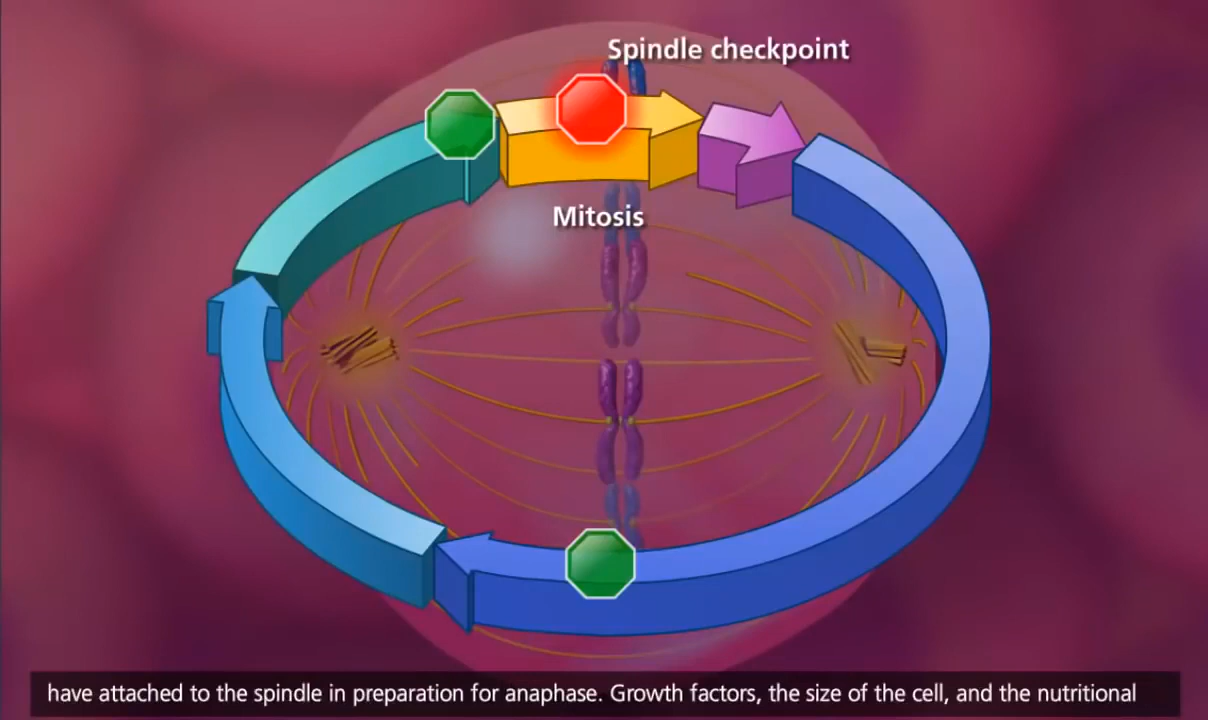 Spindle checkpoint
Mitosis
have attached to the spindle in preparation for anaphase. Growth factors, the size of the cell, and the nutritional